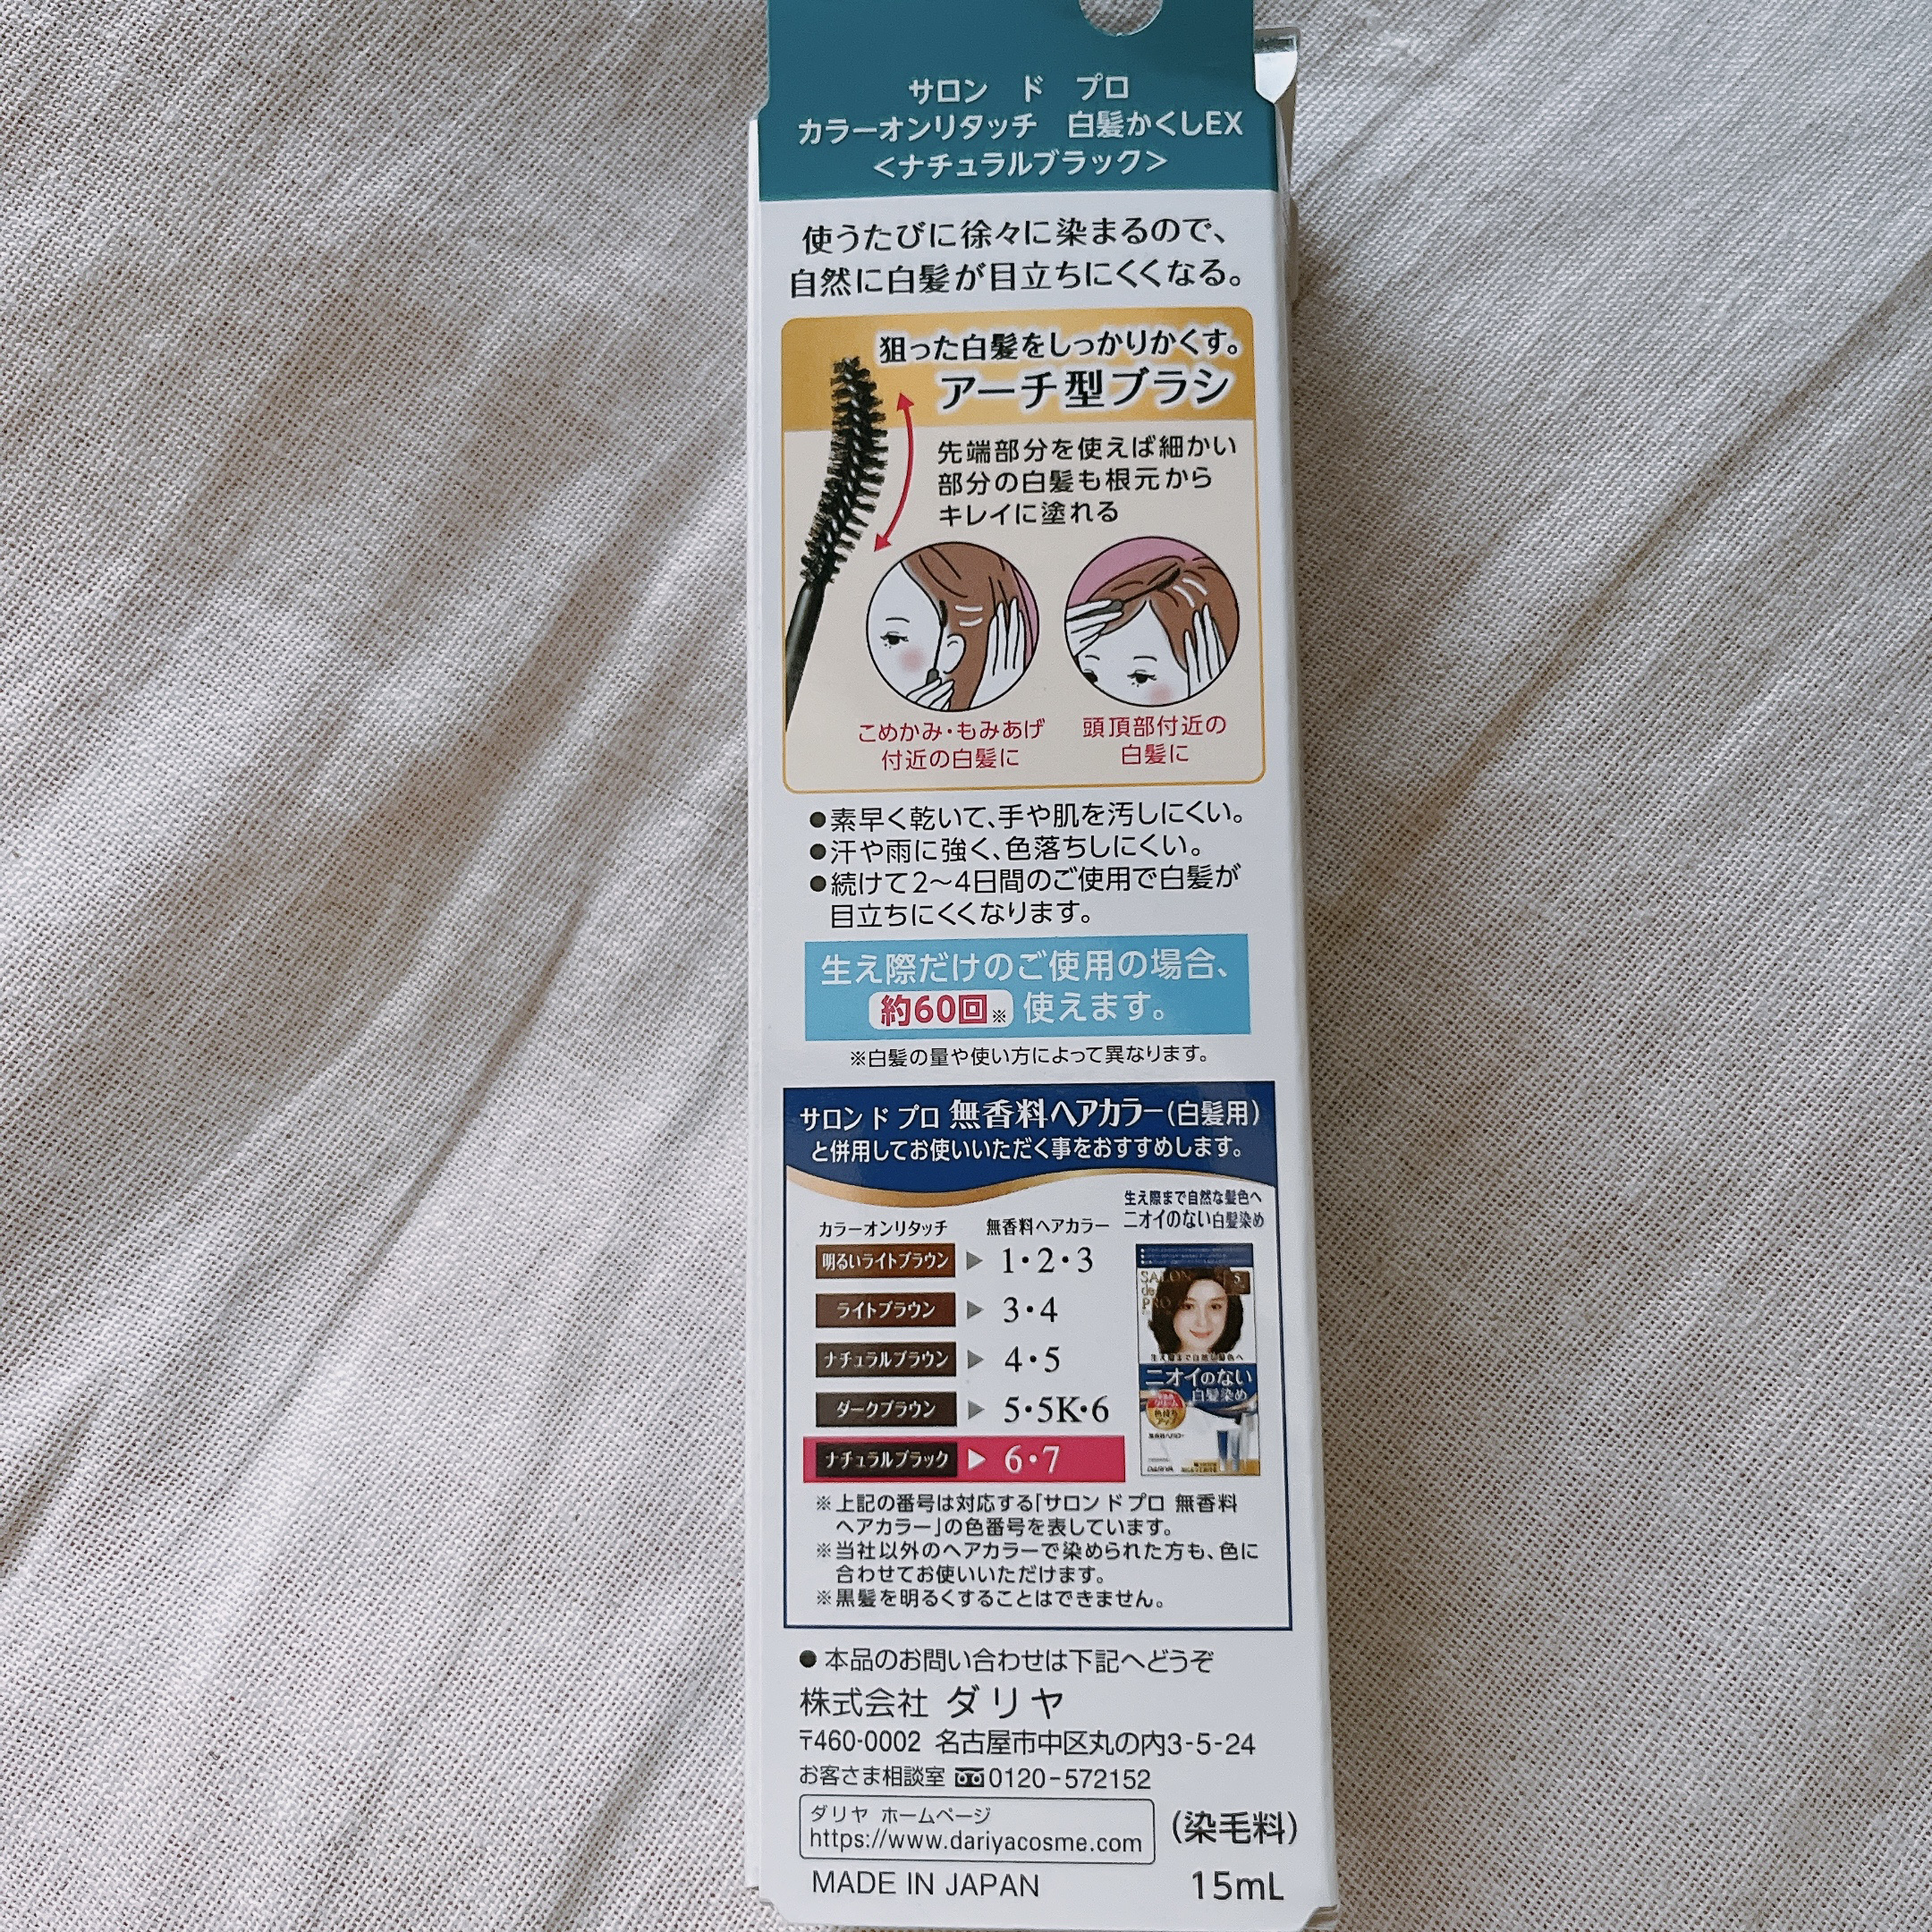 サロン ド プロ
カラーオンリタッチ 白髪かくしEX
<ナチュラルブラック>
使うたびに徐々に染まるので、
自然に白髪が目立ちにくくなる。
狙った白髪をしっかりかくす。
アーチ型ブラシ
先端部分を使えば細かい
部分の白髪も根元から
キレイに塗れる
こめかみ・もみあげ
付近の白髪に
頭頂部付近の
白髪に
●素早く乾いて、手や肌を汚しにくい。
●汗や雨に強く、色落ちしにくい。
●続けて2〜4日間のご使用で白髪が
目立ちにくくなります。
生え際だけのご使用の場合、
約60回※使えます。
※白髪の量や使い方によって異なります。
サロン ド プロ 無香料ヘアカラー(白髪用)
と併用してお使いいただく事をおすすめします。
生え際まで自然な髪色へ
ニオイのない白髪染め
カラーオンリタッチ 無香料ヘアカラー
明るいライトブラウン ▶ 1・2・3
ライトブラウン ▶ 3・4
ナチュラルブラウン ▶ 4・5
ダークブラウン ▶ 5・5K・6
ナチュラルブラック ▶ 6・7
SALON
de
PRO
5
生え際まで自然な髪色へ
ニオイのない
白髪染め
DARIYA
※上記の番号は対応する「サロン ド プロ 無香料
ヘアカラー」の色番号を表しています。
※当社以外のヘアカラーで染められた方も、色に
合わせてお使いいただけます。
※黒髪を明るくすることはできません。
●本品のお問い合わせは下記へどうぞ
株式会社 ダリヤ
〒460-0002 名古屋市中区丸の内3-5-24
お客さま相談室 0120-572152
ダリヤ ホームページ
https://www.dariyacosme.com
(染毛料)
MADE IN JAPAN 15mL